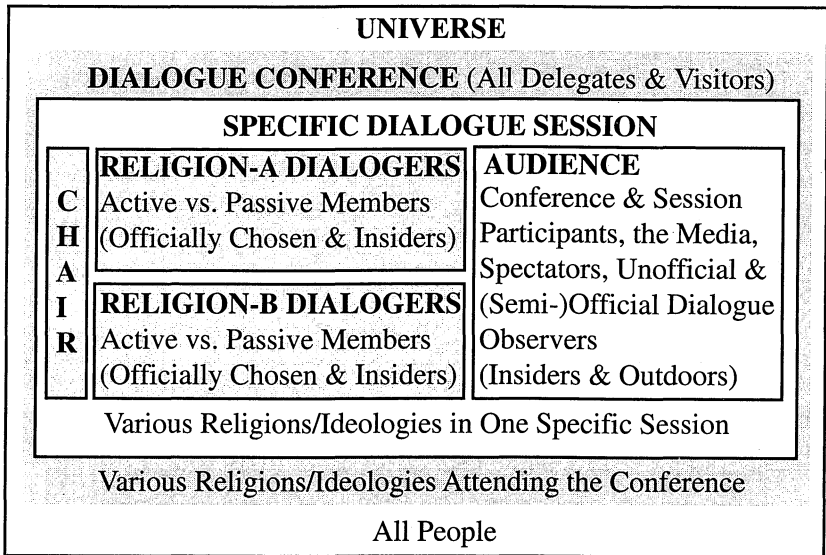 UNIVERSE
DIALOGUE CONFERENCE (All Delegates & Visitors)
SPECIFIC DIALOGUE SESSION
CHAIR
RELIGION-A DIALOGERS
Active vs. Passive Members
(Officially Chosen & Insiders)
RELIGION-B DIALOGERS
Active vs. Passive Members
(Officially Chosen & Insiders)
AUDIENCE
Conference & Session
Participants, the Media,
Spectators, Unofficial &
(Semi-)Official Dialogue
Observers
(Insiders & Outdoors)
Various Religions/Ideologies in One Specific Session
Various Religions/Ideologies Attending the Conference
All People